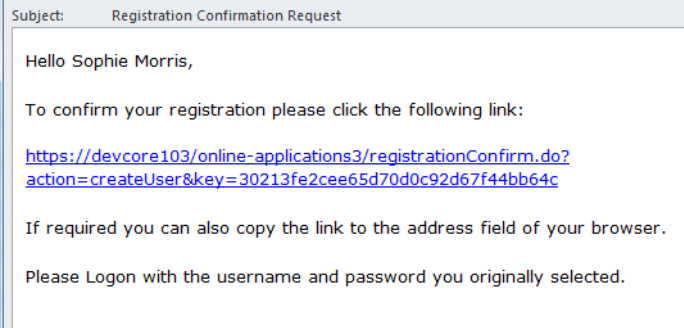 Subject: Registration Confirmation Request
Hello Sophie Morris,
To confirm your registration please click the following link:
https://devcore103/online-applications3/registrationConfirm.do?
action=createUser&key=30213fe2cee65d70d0c92d67f44bb64c
If required you can also copy the link to the address field of your browser.
Please Logon with the username and password you originally selected.